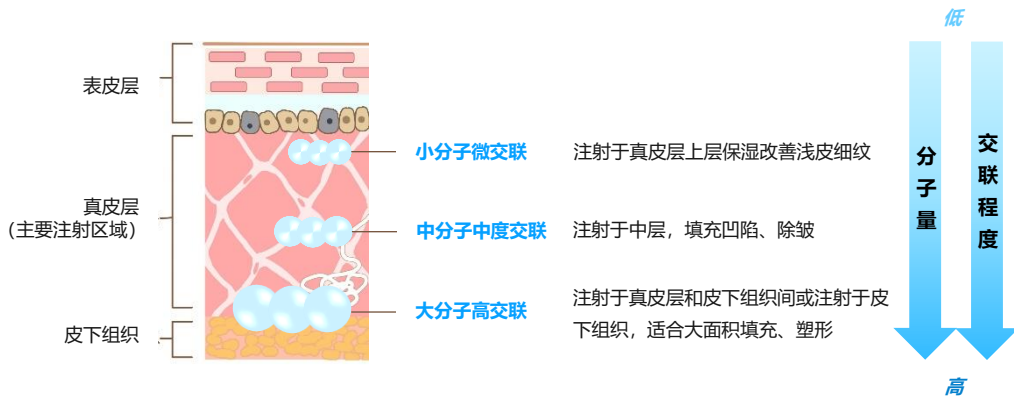 低
表皮层
小分子微交联
注射于真皮层上层保湿改善浅皮细纹
真皮层
(主要注射区域)
中分子中度交联
注射于中层，填充凹陷、除皱
大分子高交联
注射于真皮层和皮下组织间或注射于皮
下组织，适合大面积填充、塑形
皮下组织
分子量
交联程度
高